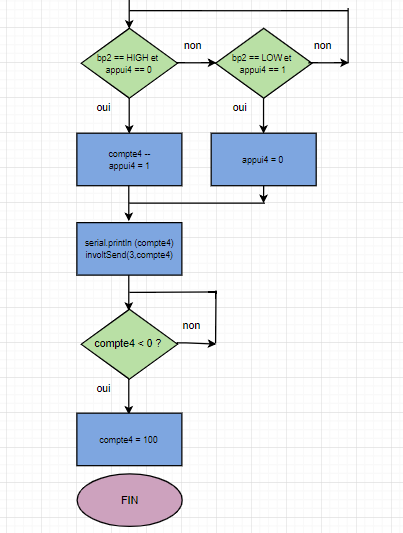 bp2 == HIGH et
appui4 == 0
non
bp2 == LOW et
appui4 == 1
non
oui
oui
compte4 --
appui4 = 1
appui4 = 0
serial.println (compte4)
involtSend(3,compte4)
compte4 < 0 ?
non
oui
compte4 = 100
FIN